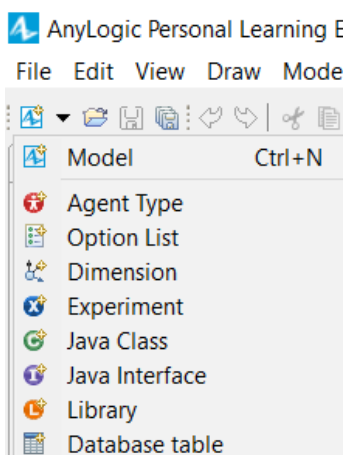 AnyLogic Personal Learning E
File Edit View Draw Mode
Model Ctrl+N
Agent Type
Option List
Dimension
Experiment
Java Class
Java Interface
Library
Database table